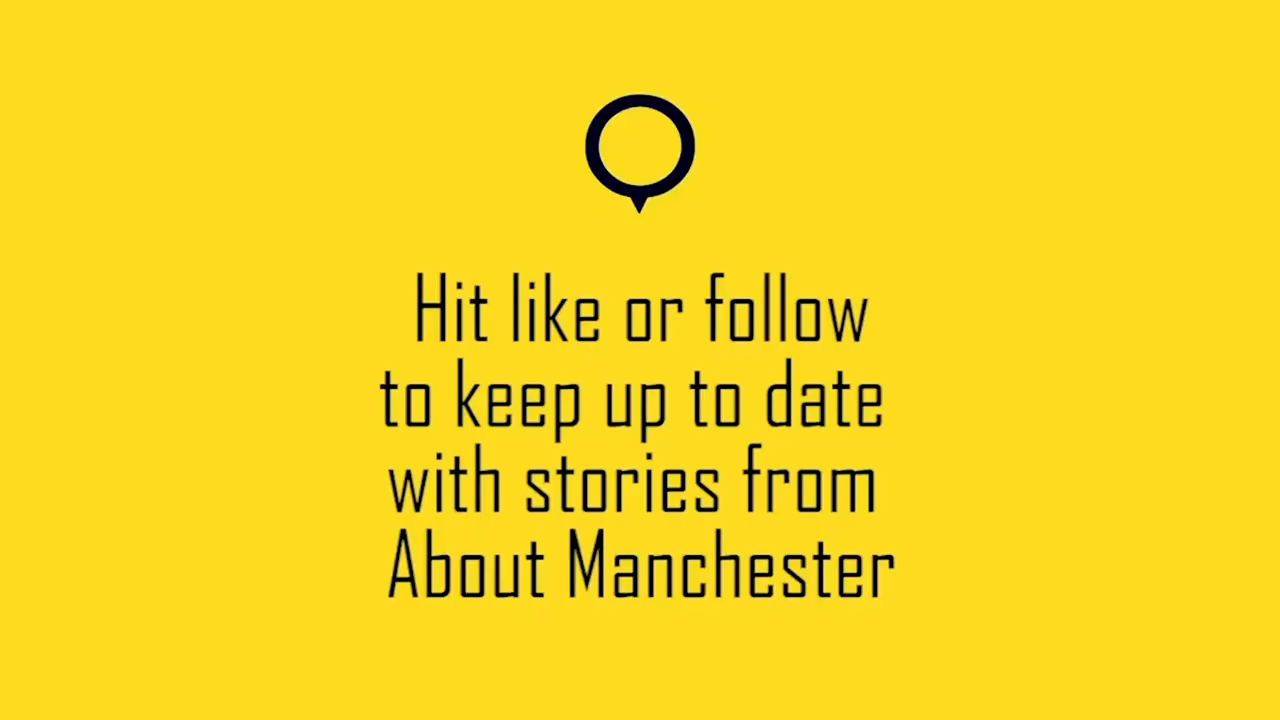 Hit like or follow
to keep up to date
with stories from
About Manchester